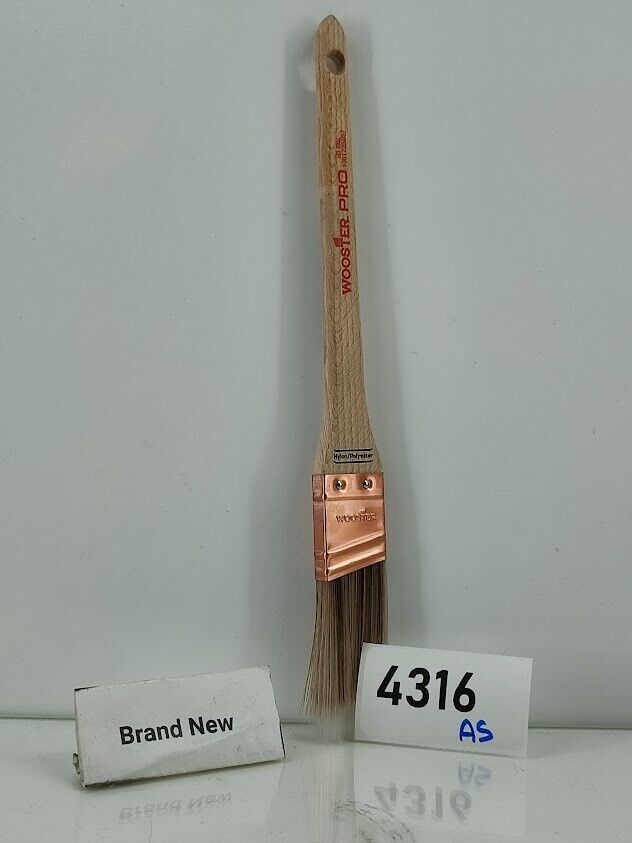 WOOSTER PRO
Nylon/Polyester
WOOSTER
Brand New
4316
AS